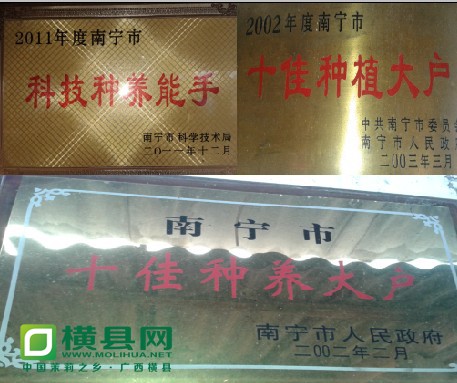 2011年度南宁市
科技种养能手
南宁市科学技术局
二〇一一年十二月
2002年度南宁市
十佳种植大户
中共南宁市委员会
南宁市人民政府
二〇〇三年三月
南宁市
十佳种养大户
南宁市人民政府
二〇〇二年二月
横县网
WWW.MOLIHUA.NET
中国茉莉之乡·广西横县